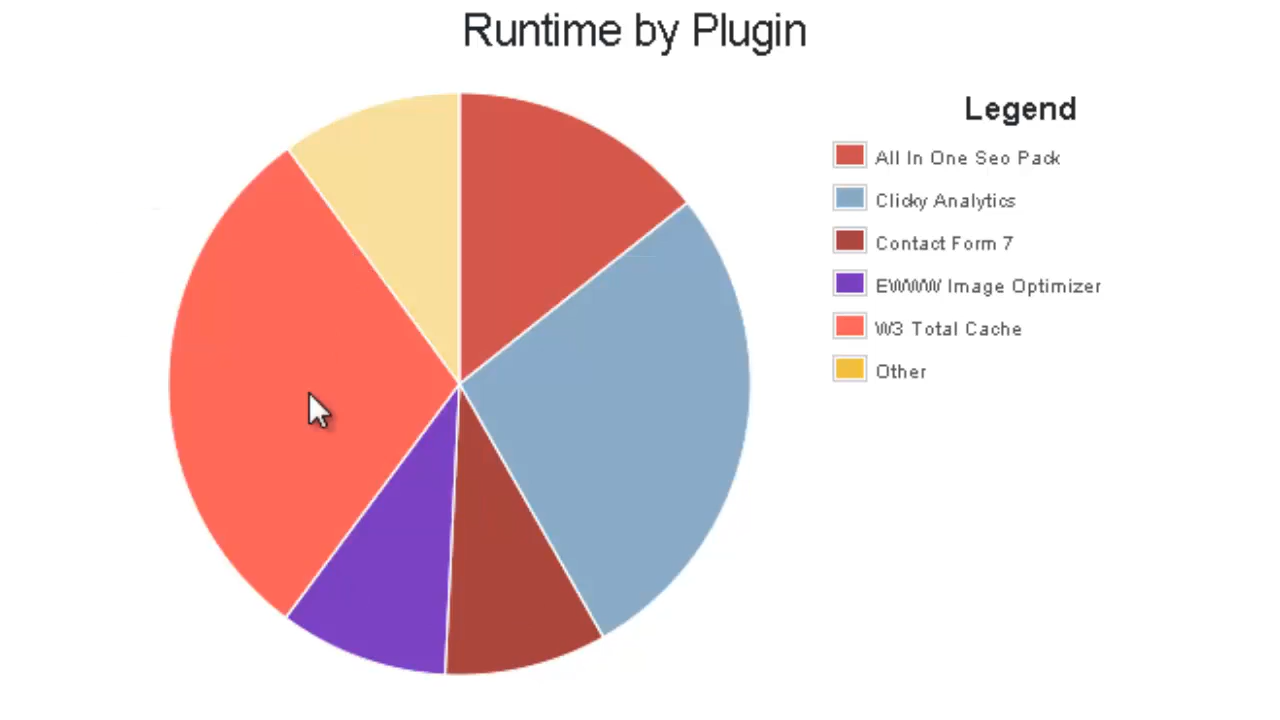 Runtime by Plugin
Legend
All In One Seo Pack
Clicky Analytics
Contact Form 7
EWWW Image Optimizer
W3 Total Cache
Other